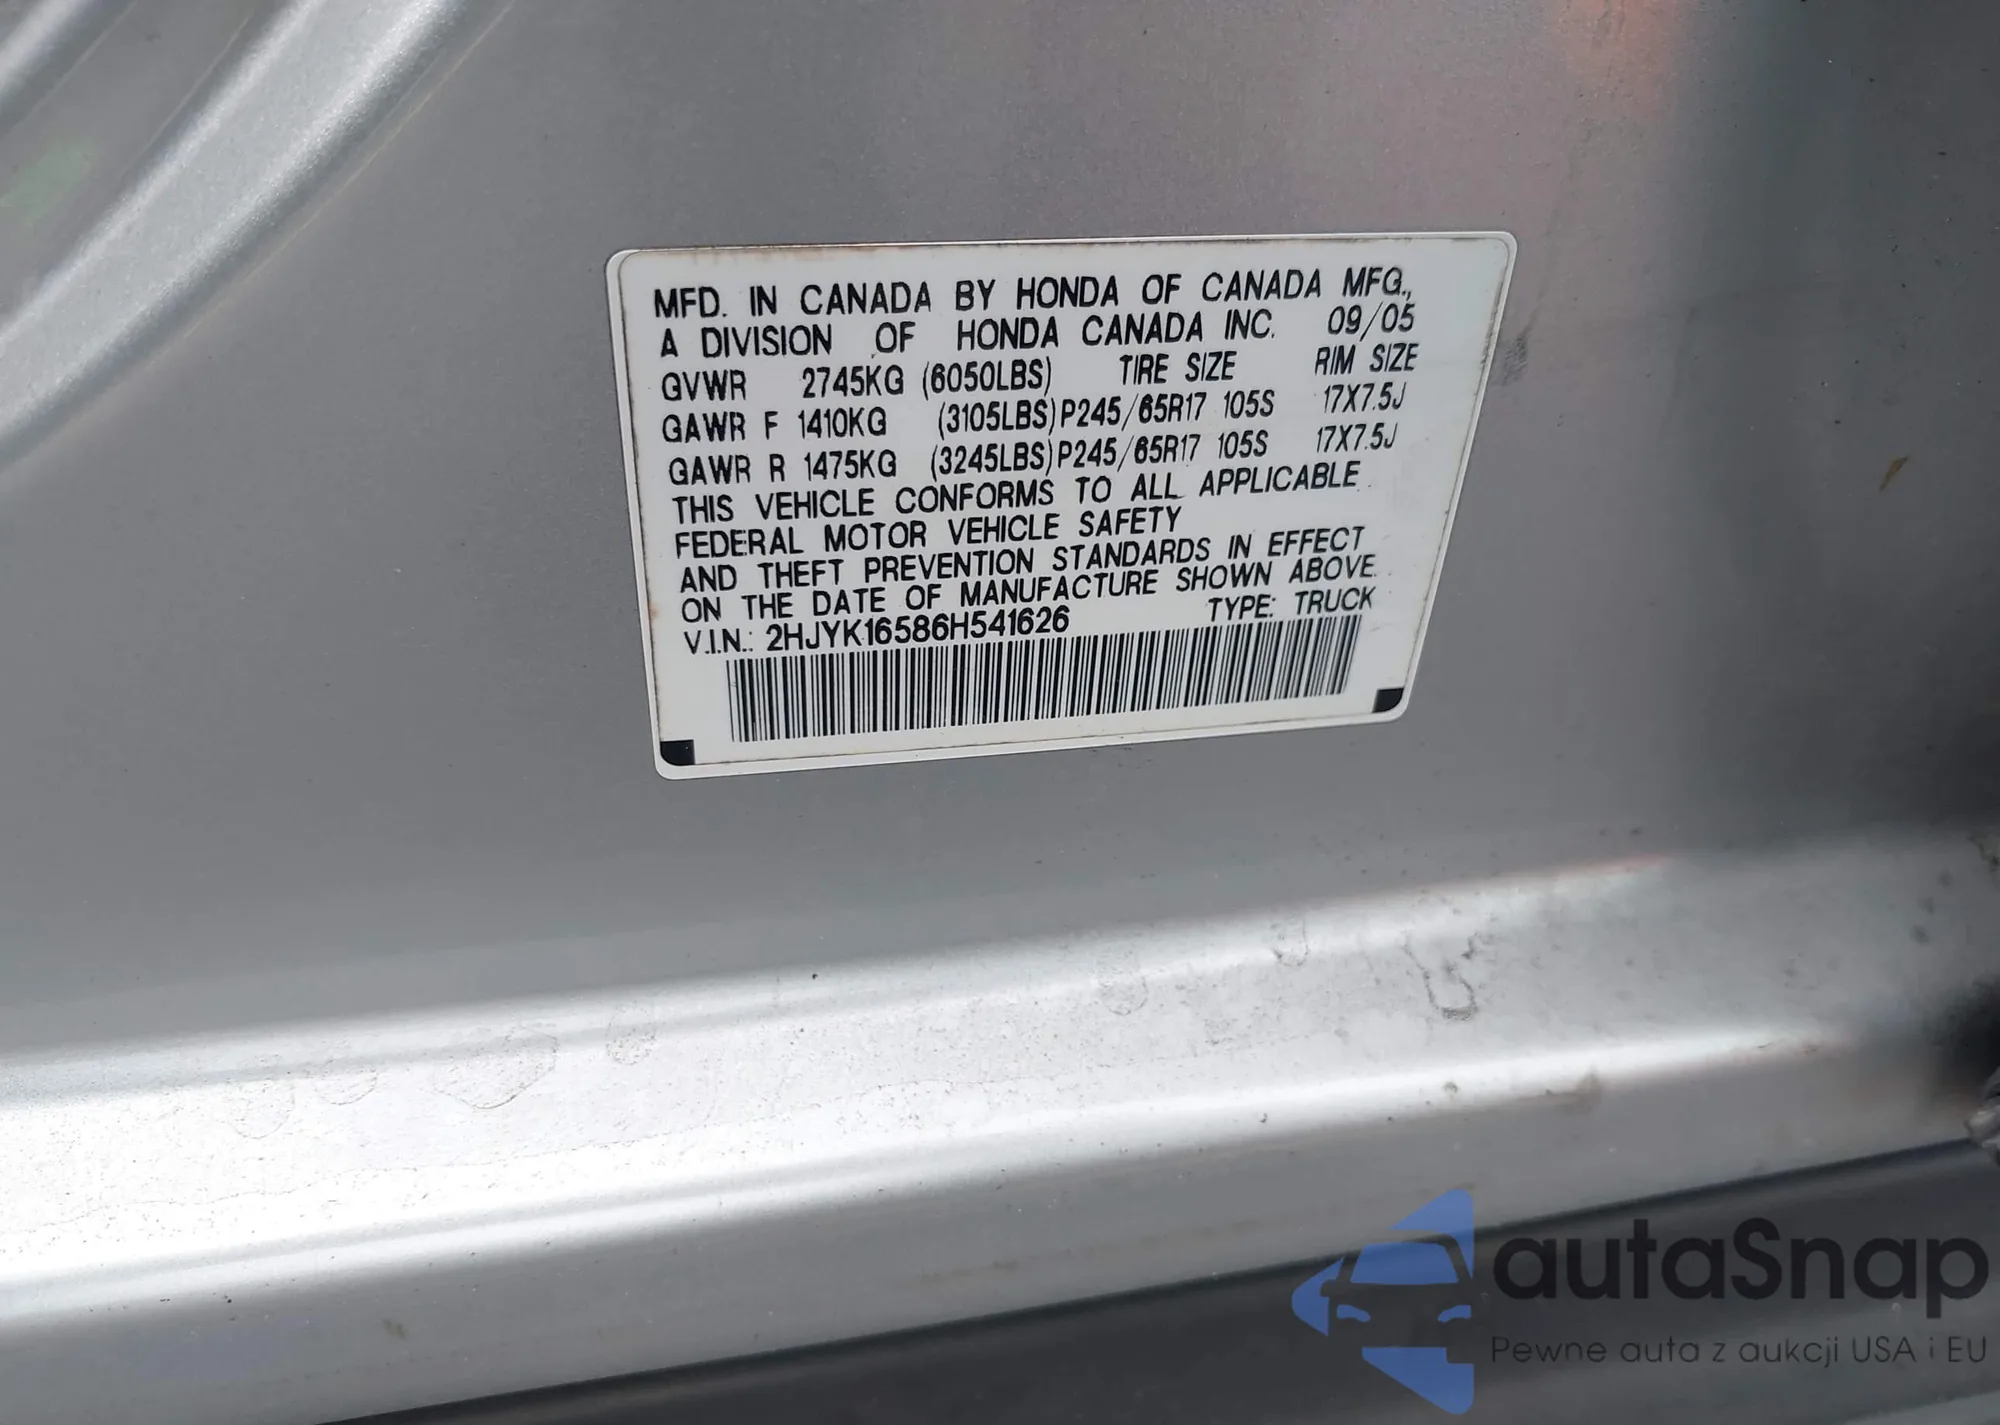 MFD. IN CANADA BY HONDA OF CANADA MFG.,
A DIVISION OF HONDA CANADA INC. 09/05
GVWR 2745KG (6050LBS) TIRE SIZE RIM SIZE
GAWR F 1410KG (3105LBS) P245/65R17 105S 17X7.5J
GAWR R 1475KG (3245LBS) P245/65R17 105S 17X7.5J
THIS VEHICLE CONFORMS TO ALL APPLICABLE
FEDERAL MOTOR VEHICLE SAFETY
AND THEFT PREVENTION STANDARDS IN EFFECT
ON THE DATE OF MANUFACTURE SHOWN ABOVE.
V.I.N.: 2HJYK16586H541626 TYPE: TRUCK
autaSnap
Pewne auta z aukcji USA i EU